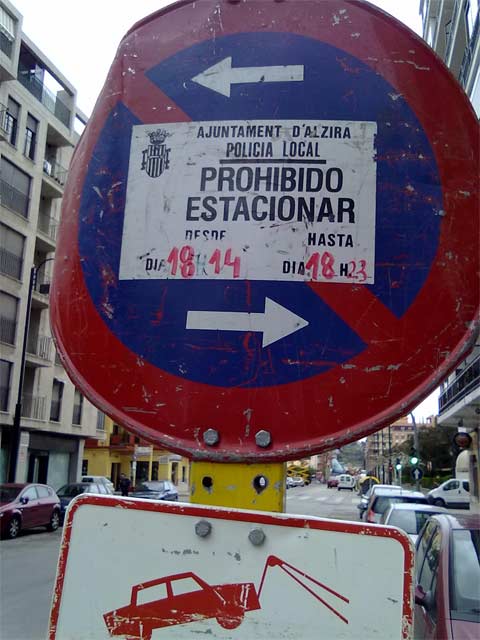 AJUNTAMENT D'ALZIRA
POLICIA LOCAL
PROHIBIDO
ESTACIONAR
DESDE HASTA
DIA 18 H 14 DIA 18 H 23